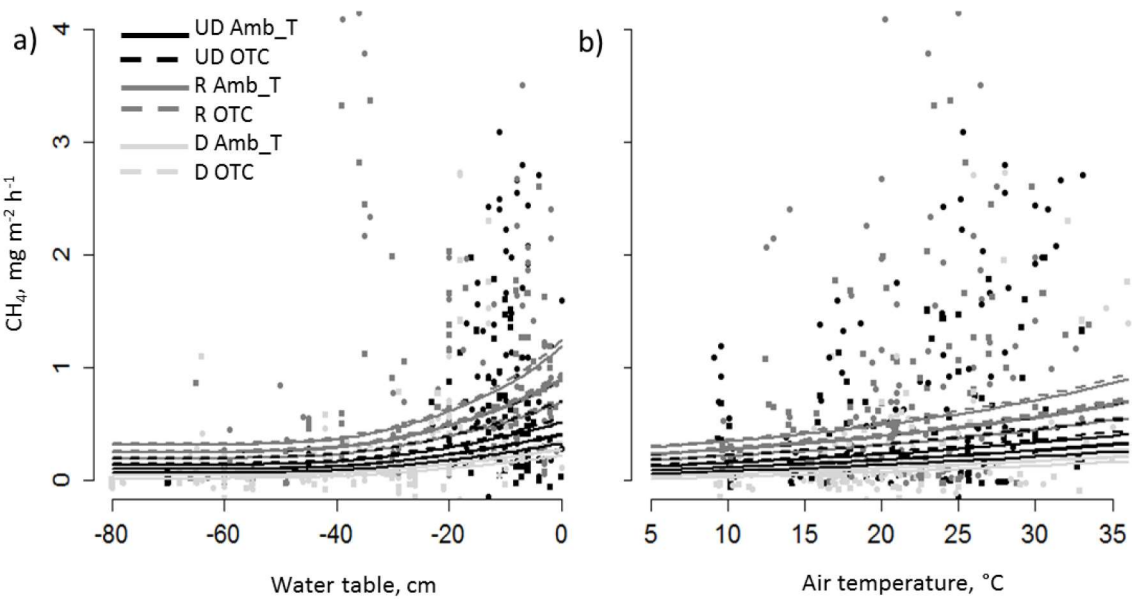 a)
UD Amb_T
UD OTC
R Amb_T
R OTC
D Amb_T
D OTC
CH₄, mg m⁻² h⁻¹
4
3
2
1
0
-80 -60 -40 -20 0
Water table, cm
b)
5 10 15 20 25 30 35
Air temperature, °C